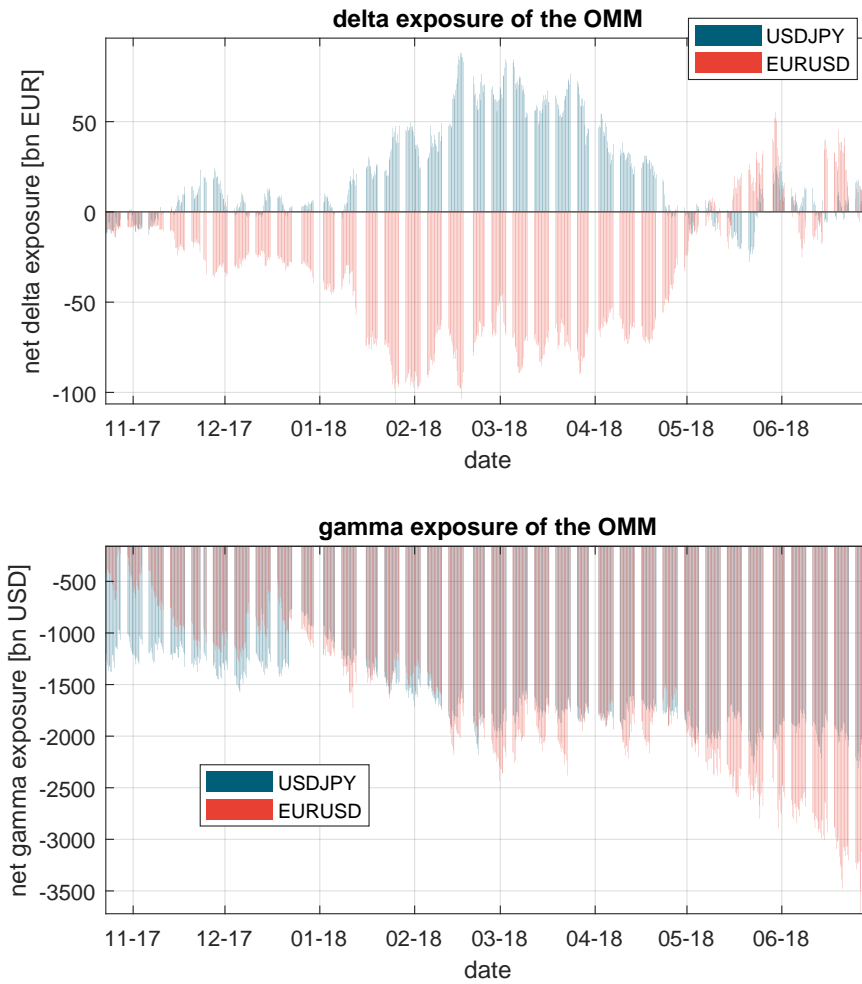 delta exposure of the OMM
USDJPY
EURUSD
net delta exposure [bn EUR]
50
0
-50
-100
11-17 12-17 01-18 02-18 03-18 04-18 05-18 06-18
date
gamma exposure of the OMM
net gamma exposure [bn USD]
-500
-1000
-1500
-2000
-2500
-3000
-3500
USDJPY
EURUSD
11-17 12-17 01-18 02-18 03-18 04-18 05-18 06-18
date